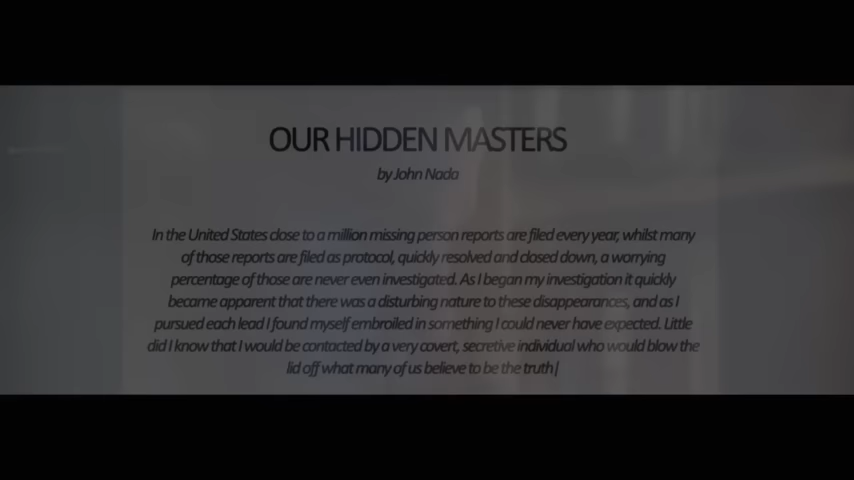 OUR HIDDEN MASTERS
by John Nada
In the United States close to a million missing person reports are filed every year, whilst many
of those reports are filed as protocol, quickly resolved and closed down, a worrying
percentage of those are never even investigated. As I began my investigation it quickly
became apparent that there was a disturbing nature to these disappearances, and as I
pursued each lead I found myself embroiled in something I could never have expected. Little
did I know that I would be contacted by a very covert, secretive individual who would blow the
lid off what many of us believe to be the truth|